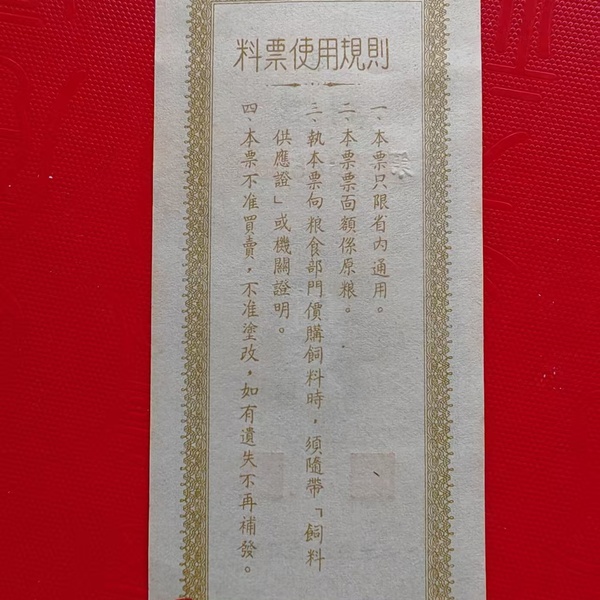 料票使用規則
一、本票只限省内通用。
二、本票票面額係原粮。
三、執本票向粮食部門價購飼料時，須隨帶「飼料
供應證」或機關證明。
四、本票不准買賣，不准塗改，如有遺失不再補發。